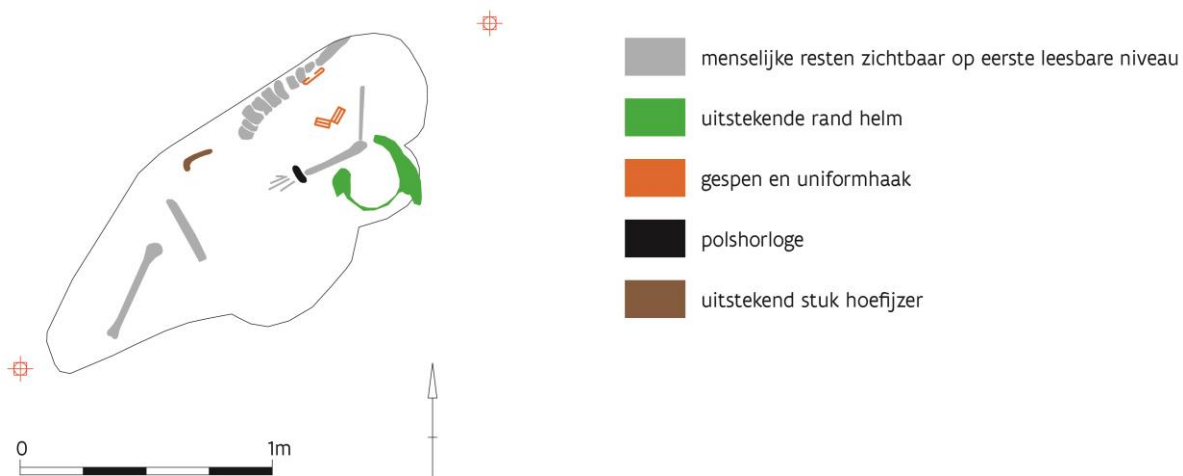 menselijke resten zichtbaar op eerste leesbare niveau
uitstekende rand helm
gespen en uniformhaak
polshorloge
uitstekend stuk hoefijzer
0 1m